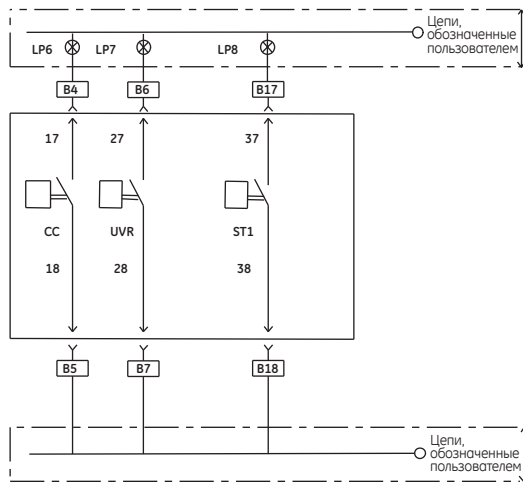 Цепи,
обозначенные
пользователем
LP6 LP7 LP8
B4 B6 B17
17 27 37
CC UVR ST1
18 28 38
B5 B7 B18
Цепи,
обозначенные
пользователем